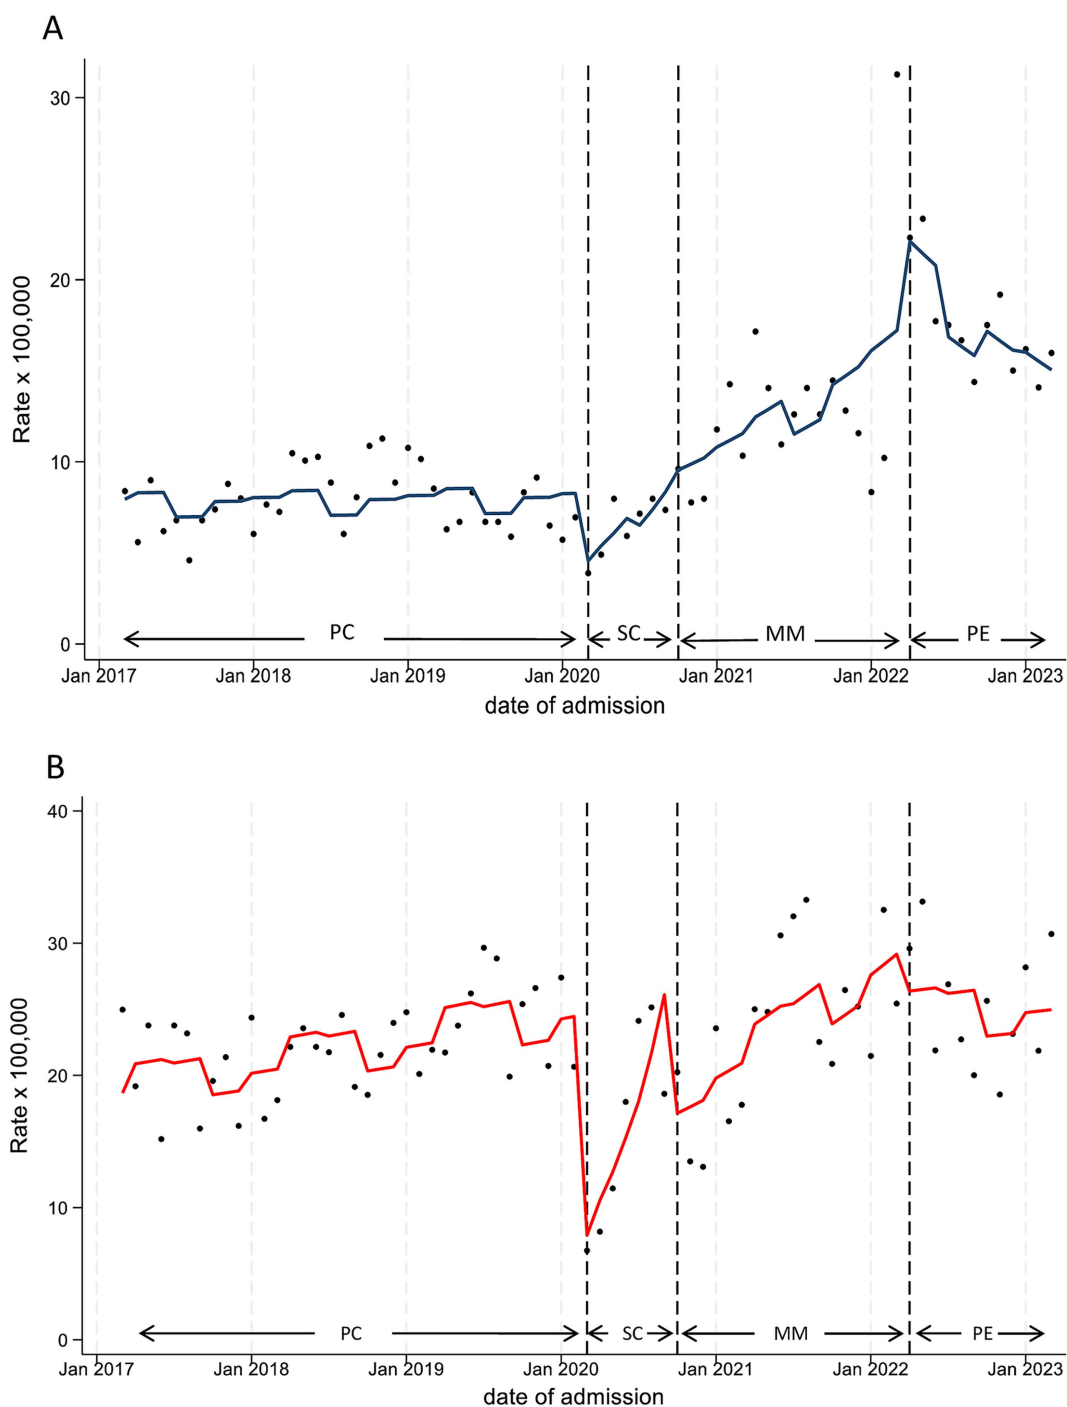 A
30
20
10
0
Rate x 100,000
PC SC MM PE
Jan 2017 Jan 2018 Jan 2019 Jan 2020 Jan 2021 Jan 2022 Jan 2023
date of admission
B
40
30
20
10
0
Rate x 100,000
PC SC MM PE
Jan 2017 Jan 2018 Jan 2019 Jan 2020 Jan 2021 Jan 2022 Jan 2023
date of admission